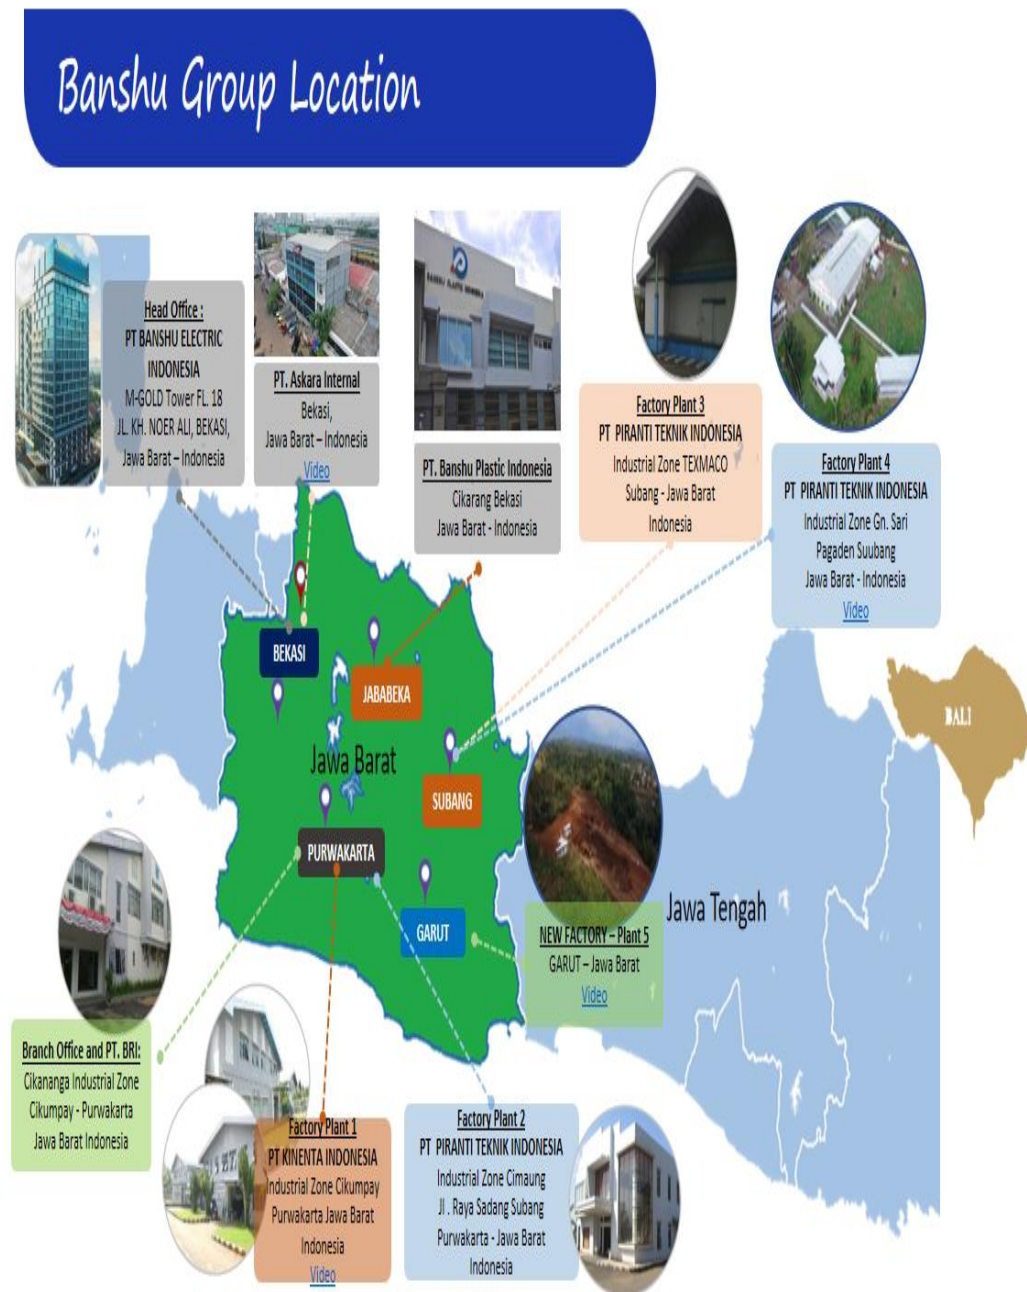 Banshu Group Location
Head Office :
PT BANSHU ELECTRIC
INDONESIA
M-GOLD Tower FL. 18
JL. KH. NOER ALI, BEKASI,
Jawa Barat – Indonesia
PT. Askara Internal
Bekasi,
Jawa Barat – Indonesia
Video
BANSHU PLASTIC INDONESIA
PT. Banshu Plastic Indonesia
Cikarang Bekasi
Jawa Barat - Indonesia
Factory Plant 3
PT PIRANTI TEKNIK INDONESIA
Industrial Zone TEXMACO
Subang - Jawa Barat
Indonesia
Factory Plant 4
PT PIRANTI TEKNIK INDONESIA
Industrial Zone Gn. Sari
Pagaden Suubang
Jawa Barat - Indonesia
Video
BEKASI
JABABEKA
Jawa Barat
SUBANG
PURWAKARTA
GARUT
BALI
Jawa Tengah
NEW FACTORY – Plant 5
GARUT – Jawa Barat
Video
Branch Office and PT. BRI:
Cikananga Industrial Zone
Cikumpay - Purwakarta
Jawa Barat Indonesia
Factory Plant 1
PT KINENTA INDONESIA
Industrial Zone Cikumpay
Purwakarta Jawa Barat
Indonesia
Video
Factory Plant 2
PT PIRANTI TEKNIK INDONESIA
Industrial Zone Cimaung
Jl . Raya Sadang Subang
Purwakarta - Jawa Barat
Indonesia